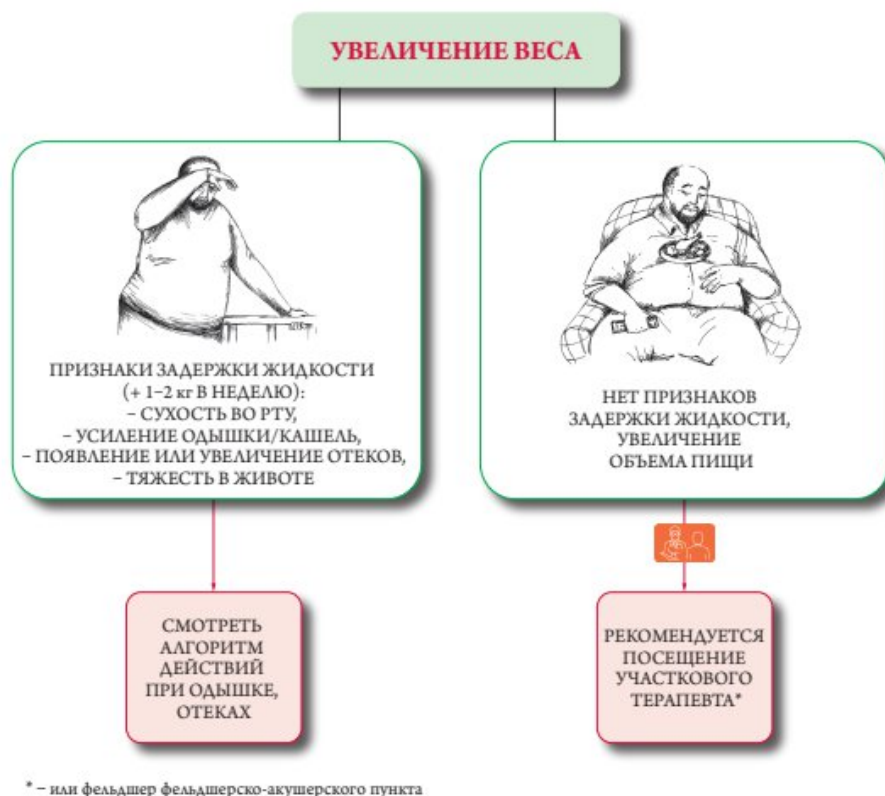 УВЕЛИЧЕНИЕ ВЕСА
ПРИЗНАКИ ЗАДЕРЖКИ ЖИДКОСТИ
(+ 1–2 кг В НЕДЕЛЮ):
– СУХОСТЬ ВО РТУ,
– УСИЛЕНИЕ ОДЫШКИ/КАШЕЛЬ,
– ПОЯВЛЕНИЕ ИЛИ УВЕЛИЧЕНИЕ ОТЕКОВ,
– ТЯЖЕСТЬ В ЖИВОТЕ
НЕТ ПРИЗНАКОВ
ЗАДЕРЖКИ ЖИДКОСТИ,
УВЕЛИЧЕНИЕ
ОБЪЕМА ПИЩИ
СМОТРЕТЬ
АЛГОРИТМ
ДЕЙСТВИЙ
ПРИ ОДЫШКЕ,
ОТЕКАХ
РЕКОМЕНДУЕТСЯ
ПОСЕЩЕНИЕ
УЧАСТКОВОГО
ТЕРАПЕВТА*
* – или фельдшер фельдшерско-акушерского пункта